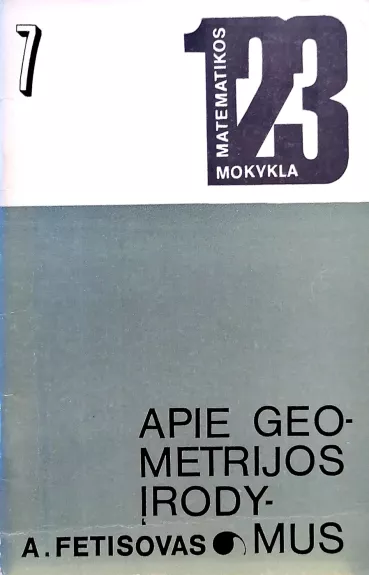 7
123
MATEMATIKOS
MOKYKLA
APIE GEO-
METRIJOS
ĮRODY-
A. FETISOVAS MUS